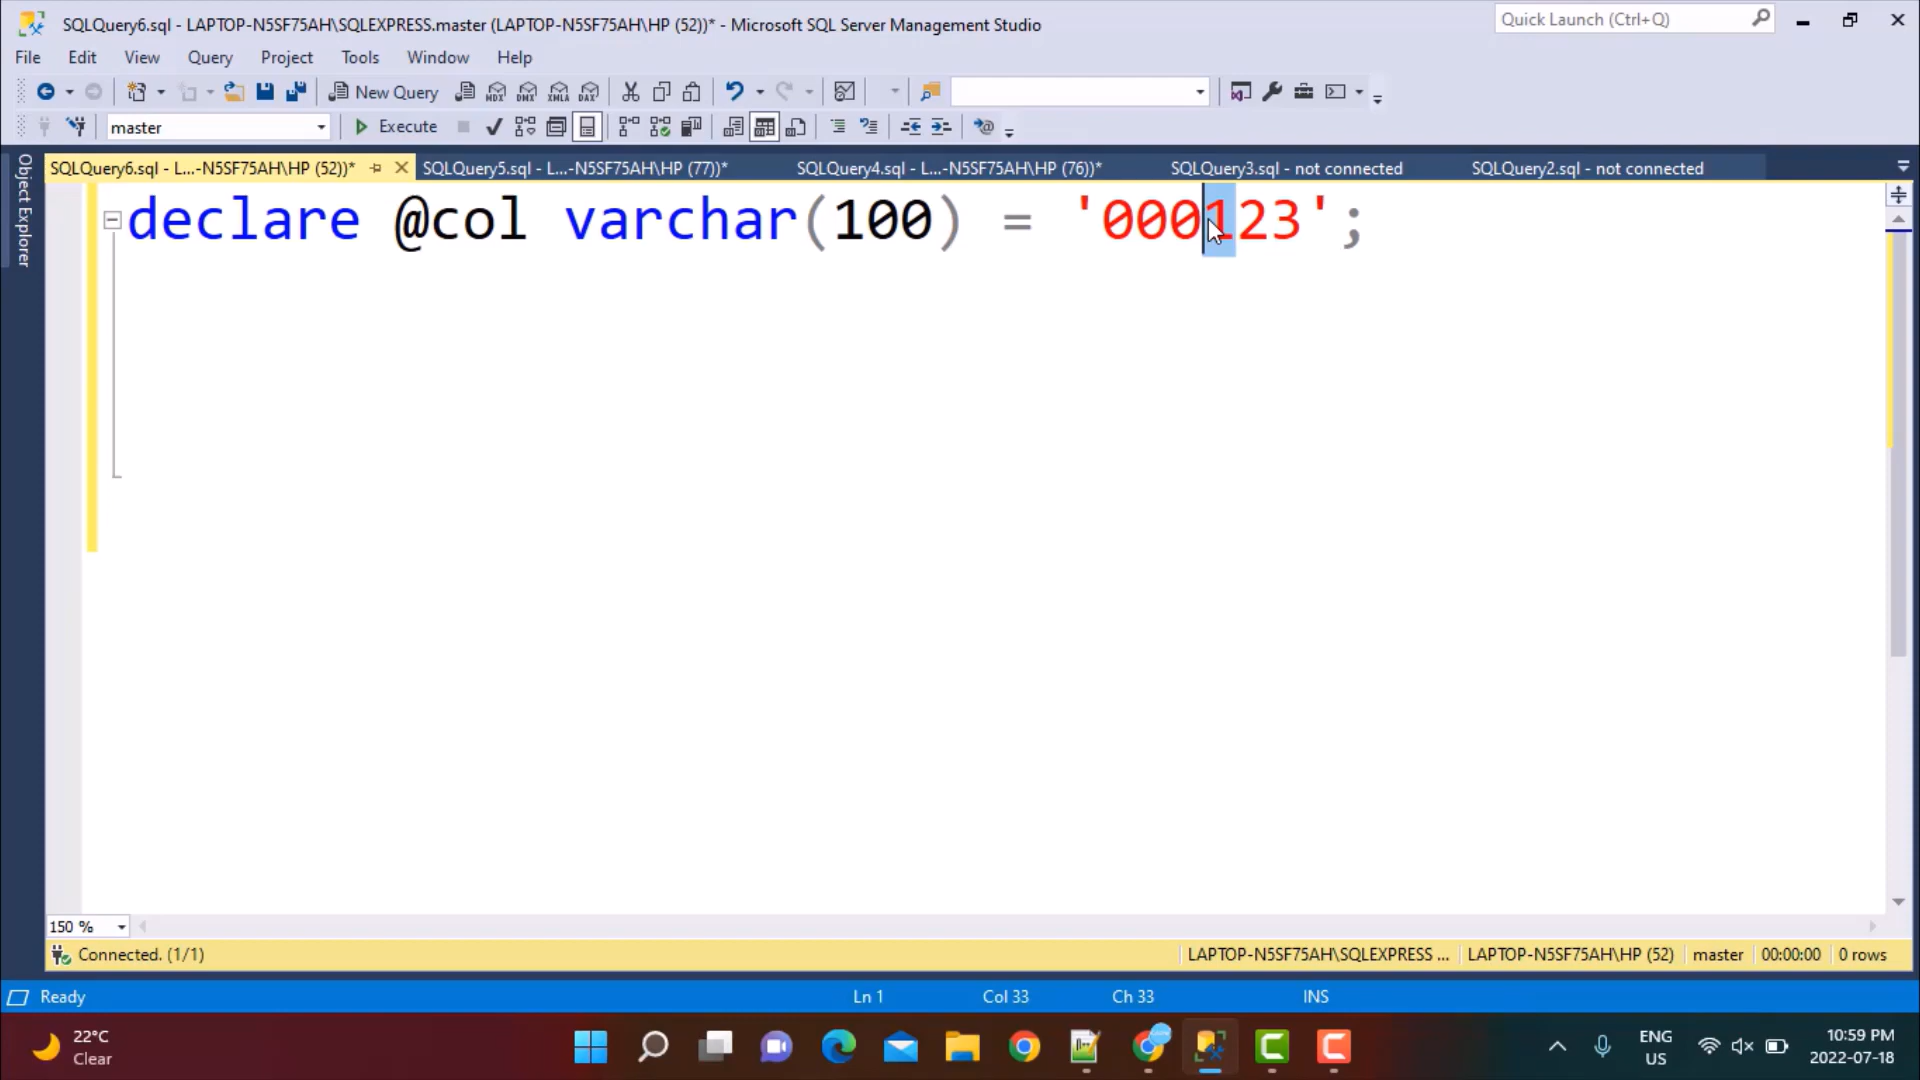 SQLQuery6.sql - LAPTOP-N5SF75AH\SQLEXPRESS.master (LAPTOP-N5SF75AH\HP (52))* - Microsoft SQL Server Management Studio
Quick Launch (Ctrl+Q)
File Edit View Query Project Tools Window Help
New Query
MDX DMX XMLA DAX
master
Execute
Object Explorer
SQLQuery6.sql - L...-N5SF75AH\HP (52))*
SQLQuery5.sql - L...-N5SF75AH\HP (77))*
SQLQuery4.sql - L...-N5SF75AH\HP (76))*
SQLQuery3.sql - not connected
SQLQuery2.sql - not connected
declare @col varchar(100) = '000123';
150 %
Connected. (1/1)
LAPTOP-N5SF75AH\SQLEXPRESS ...
LAPTOP-N5SF75AH\HP (52)
master
00:00:00
0 rows
Ready
Ln 1
Col 33
Ch 33
INS
22°C
Clear
ENG
US
10:59 PM
2022-07-18